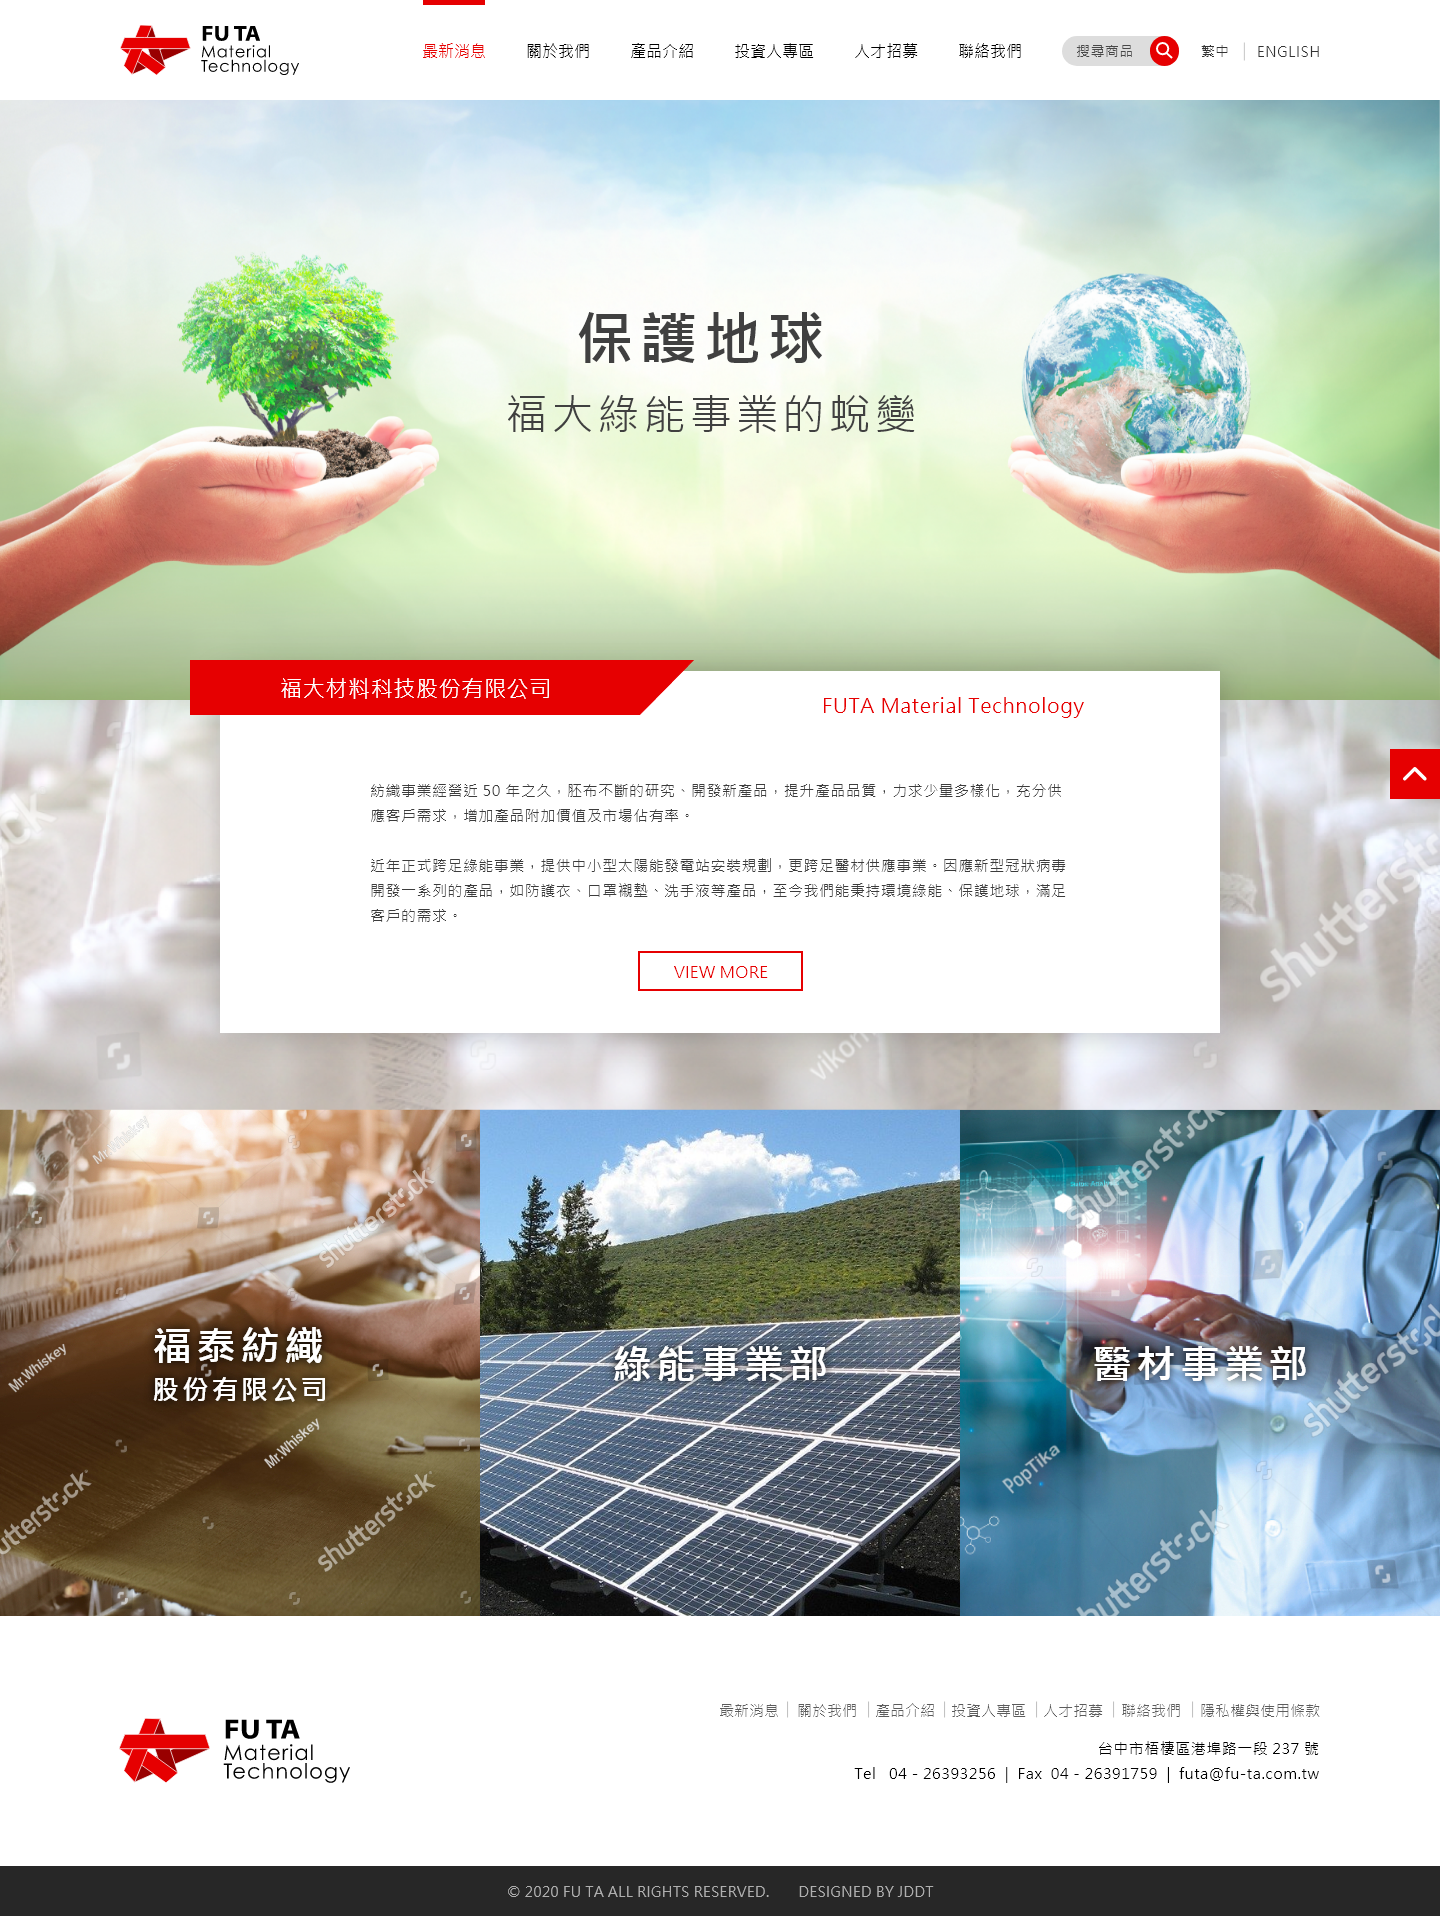 FU TA
Material
Technology
最新消息 關於我們 產品介紹 投資人專區 人才招募 聯絡我們 搜尋商品 繁中 ENGLISH
保護地球
福大綠能事業的蛻變
福大材料科技股份有限公司
FUTA Material Technology
紡織事業經營近 50 年之久，胚布不斷的研究、開發新產品，提升產品品質，力求少量多樣化，充分供
應客戶需求，增加產品附加價值及市場佔有率。
近年正式跨足綠能事業，提供中小型太陽能發電站安裝規劃，更跨足醫材供應事業。因應新型冠狀病毒
開發一系列的產品，如防護衣、口罩襯墊、洗手液等產品，至今我們能秉持環境綠能、保護地球，滿足
客戶的需求。
VIEW MORE
shutterstock
vikon
Mr.Whiskey
shutterstock
福泰紡織
股份有限公司
Mr.Whiskey
Mr.Whiskey
shutterstock
shutterstock
綠能事業部
shutterstock
醫材事業部
shutterstock
PopTika
shutterstock
FU TA
Material
Technology
最新消息 關於我們 產品介紹 投資人專區 人才招募 聯絡我們 隱私權與使用條款
台中市梧棲區港埠路一段 237 號
Tel 04 - 26393256 | Fax 04 - 26391759 | futa@fu-ta.com.tw
© 2020 FU TA ALL RIGHTS RESERVED. DESIGNED BY JDDT